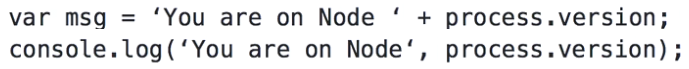 var msg = ‘You are on Node ‘ + process.version;
console.log(‘You are on Node‘, process.version);